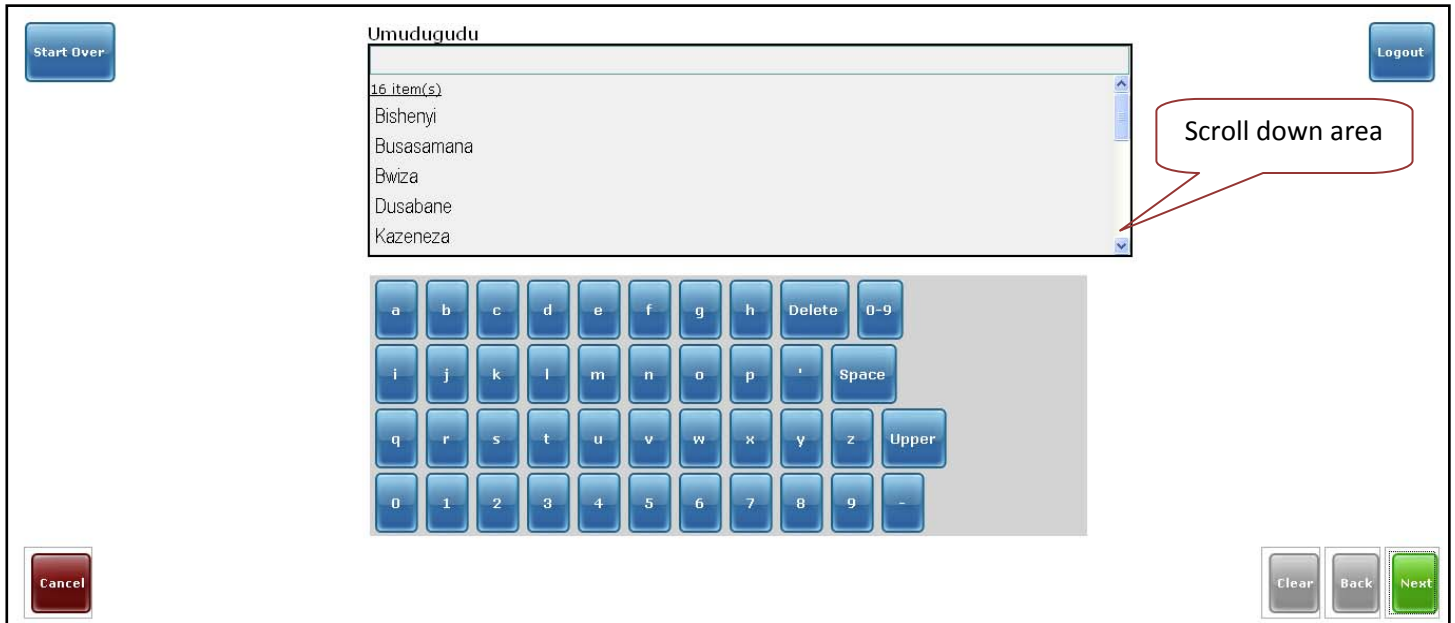 Start Over
Umudugudu
Logout
16 item(s)
Bishenyi
Busasamana
Bwiza
Dusabane
Kazeneza
Scroll down area
a b c d e f g h Delete 0-9
i j k l m n o p ' Space
q r s t u v w x y z Upper
0 1 2 3 4 5 6 7 8 9 -
Cancel
Clear Back Next